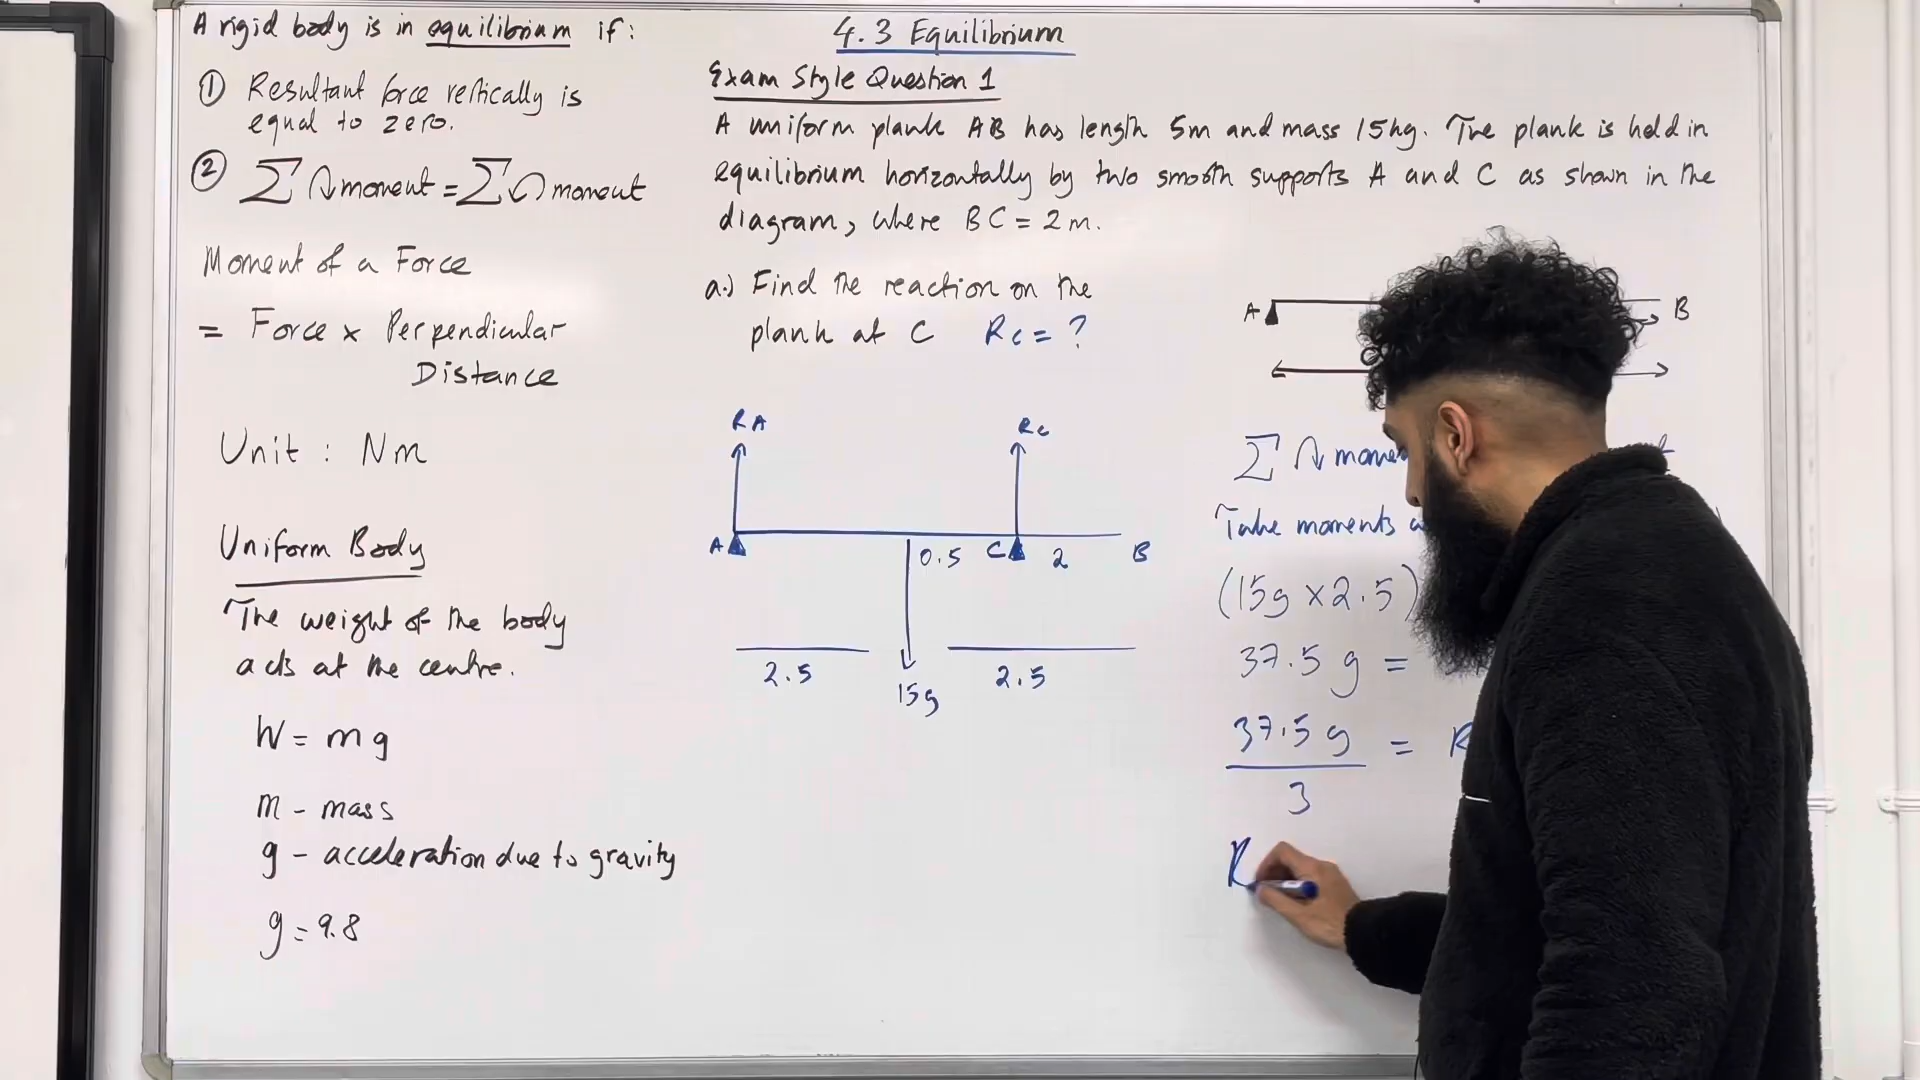 A rigid body is in equilibrium if:
① Resultant force vertically is
equal to zero.
② ∑ ↷ moment = ∑ ↶ moment
Moment of a Force
= Force × Perpendicular
Distance
Unit : Nm
Uniform Body
The weight of the body
acts at the centre.
W = mg
m - mass
g - acceleration due to gravity
g = 9.8
4.3 Equilibrium
Exam Style Question 1
A uniform plank AB has length 5m and mass 15kg. The plank is held in
equilibrium horizontally by two smooth supports A and C as shown in the
diagram, where BC = 2m.
a.) Find the reaction on the
plank at C Rc = ?
RA Rc
A 0.5 C 2 B
2.5 2.5
15g
A B
∑ ↷
Take moments
(15g × 2.5)
37.5 g =
37.5 g = R
3
R